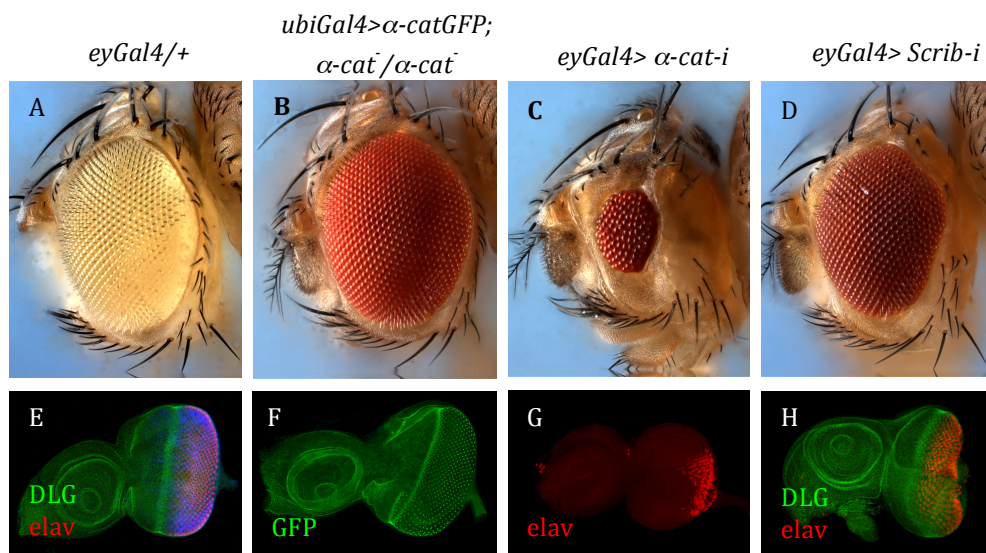 eyGal4/+
ubiGal4>α-catGFP;
α-cat⁻/α-cat⁻
eyGal4> α-cat-i
eyGal4> Scrib-i
A
B
C
D
E
DLG
elav
F
GFP
G
elav
H
DLG
elav